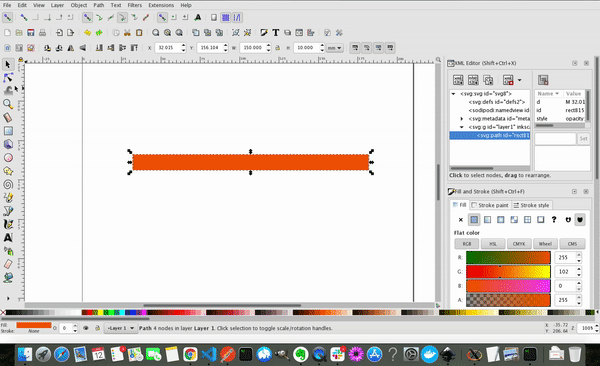 File Edit View Layer Object Path Text Filters Extensions Help
X: 32.015 Y: 156.104 W: 150.000 H: 10.000 mm
XML Editor (Shift+Ctrl+X)
<svg:svg id="svg8">
<svg:defs id="defs2">
<sodipodi:namedview id
<svg:metadata id="meta
<svg:g id="layer1" inksca
<svg:path id="rect81
Name Value
d M 32.01
id rect815
style opacity
Set
Click to select nodes, drag to rearrange.
Fill and Stroke (Shift+Ctrl+F)
Fill Stroke paint Stroke style
Flat color
RGB HSL CMYK Wheel CMS
R: 255
G: 102
B: 0
A: 255
Fill:
Stroke: None
O: 0
Layer 1
Path 4 nodes in layer Layer 1. Click selection to toggle scale/rotation handles.
X: -35.72
Y: 206.64
Z: 100%